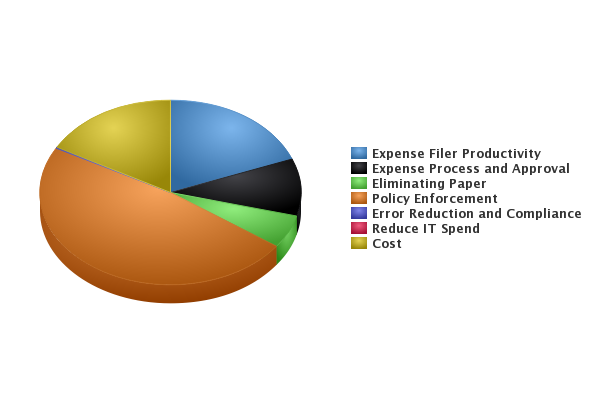 Expense Filer Productivity
Expense Process and Approval
Eliminating Paper
Policy Enforcement
Error Reduction and Compliance
Reduce IT Spend
Cost